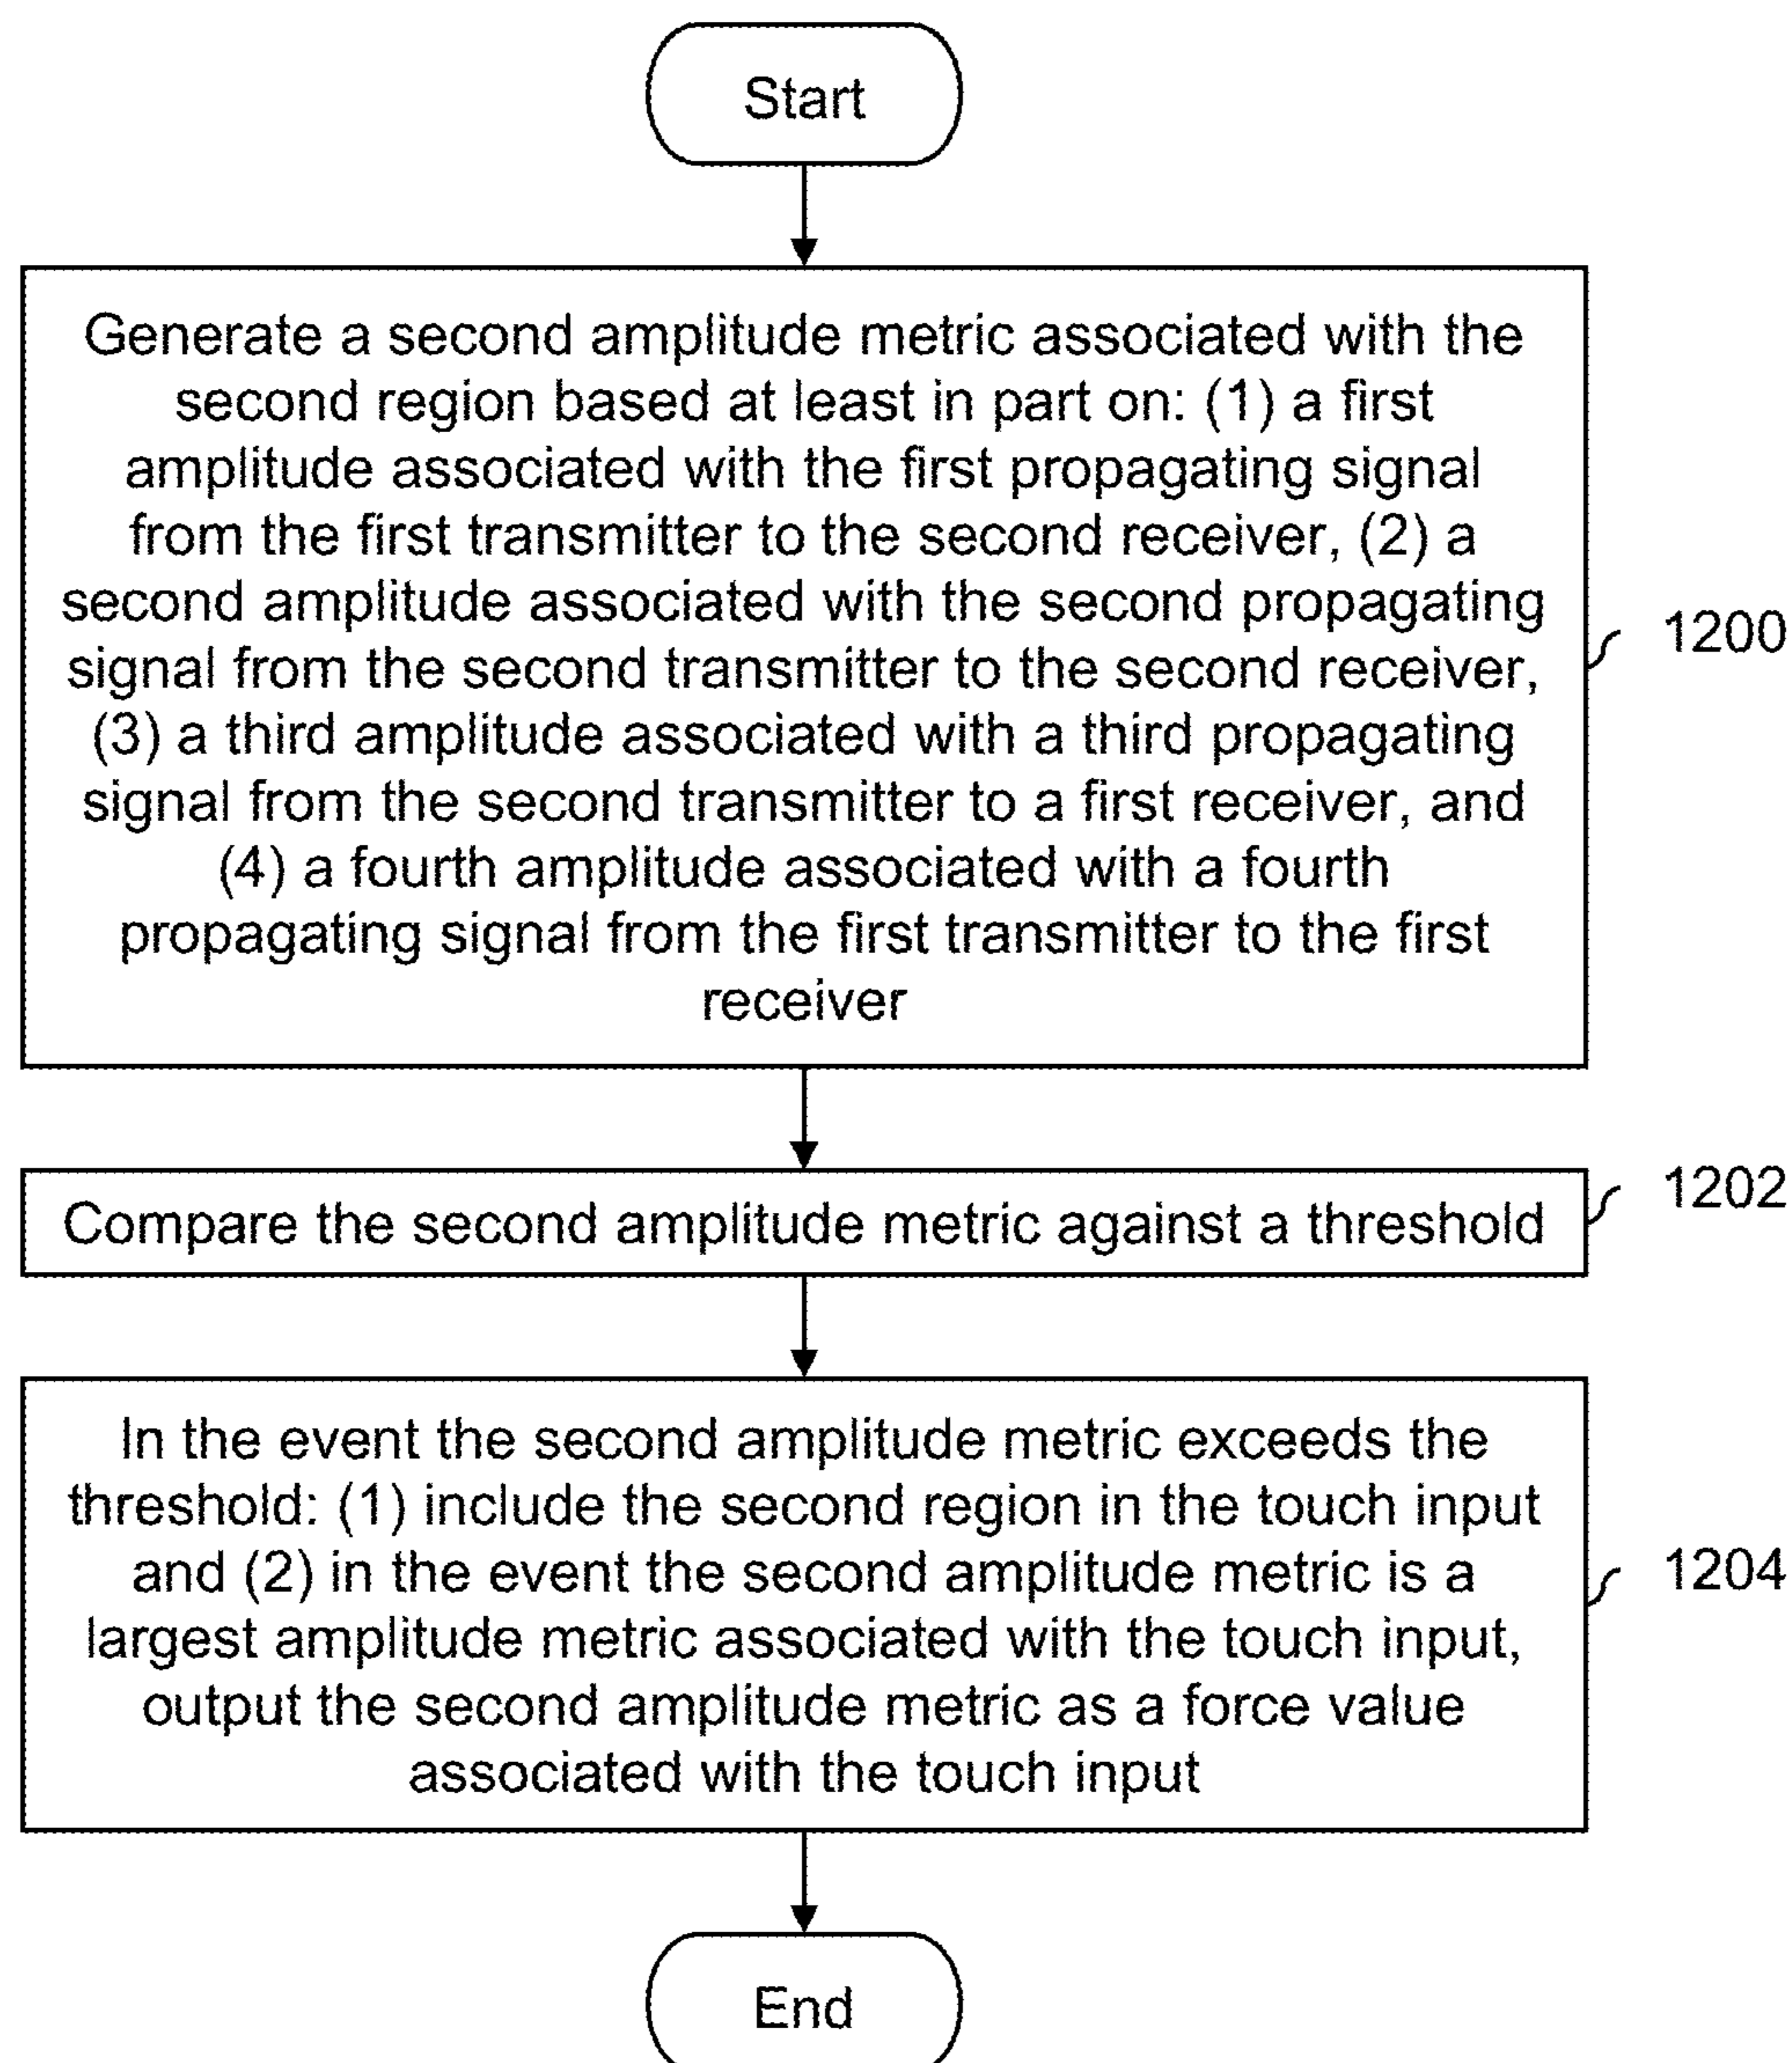 Start
Generate a second amplitude metric associated with the
second region based at least in part on: (1) a first
amplitude associated with the first propagating signal
from the first transmitter to the second receiver, (2) a
second amplitude associated with the second propagating
signal from the second transmitter to the second receiver,
(3) a third amplitude associated with a third propagating
signal from the second transmitter to a first receiver, and
(4) a fourth amplitude associated with a fourth
propagating signal from the first transmitter to the first
receiver
1200
Compare the second amplitude metric against a threshold
1202
In the event the second amplitude metric exceeds the
threshold: (1) include the second region in the touch input
and (2) in the event the second amplitude metric is a
largest amplitude metric associated with the touch input,
output the second amplitude metric as a force value
associated with the touch input
1204
End